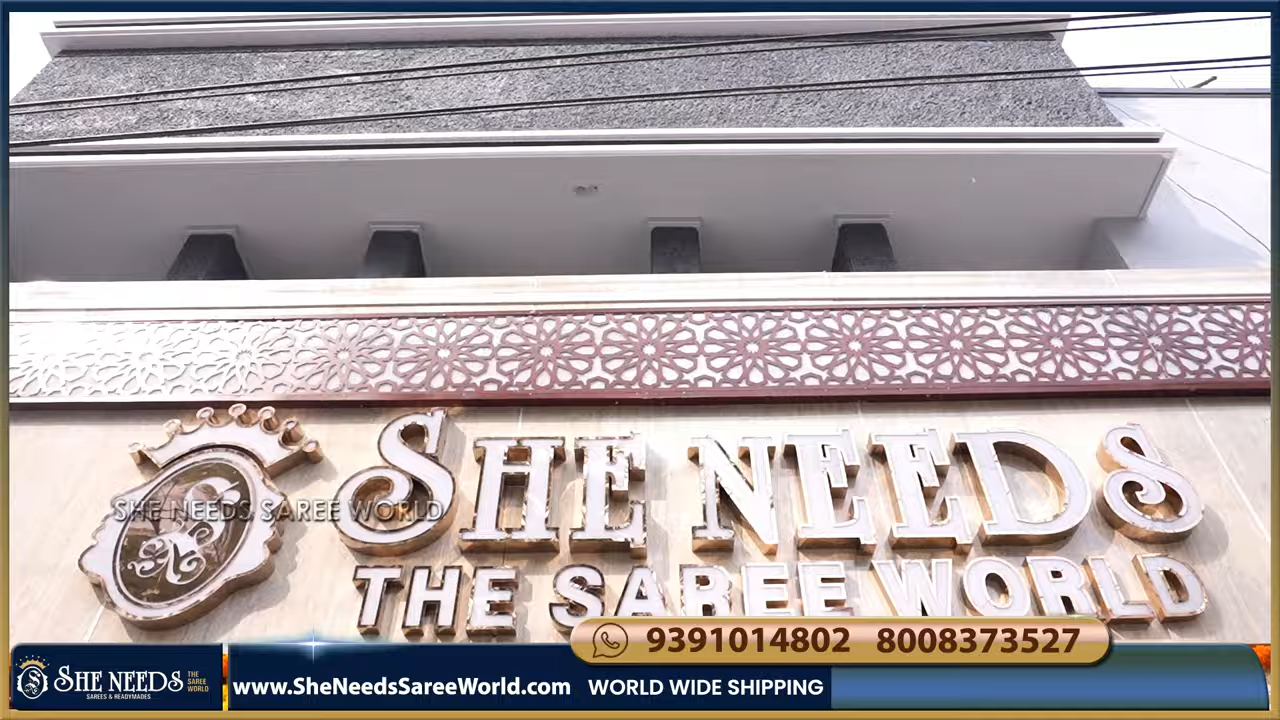 SHE NEEDS
THE SAREE WORLD
SHE NEEDS SAREE WORLD
9391014802 8008373527
SHE NEEDS THE SAREE WORLD
SAREES & READYMADES
www.SheNeedsSareeWorld.com WORLD WIDE SHIPPING